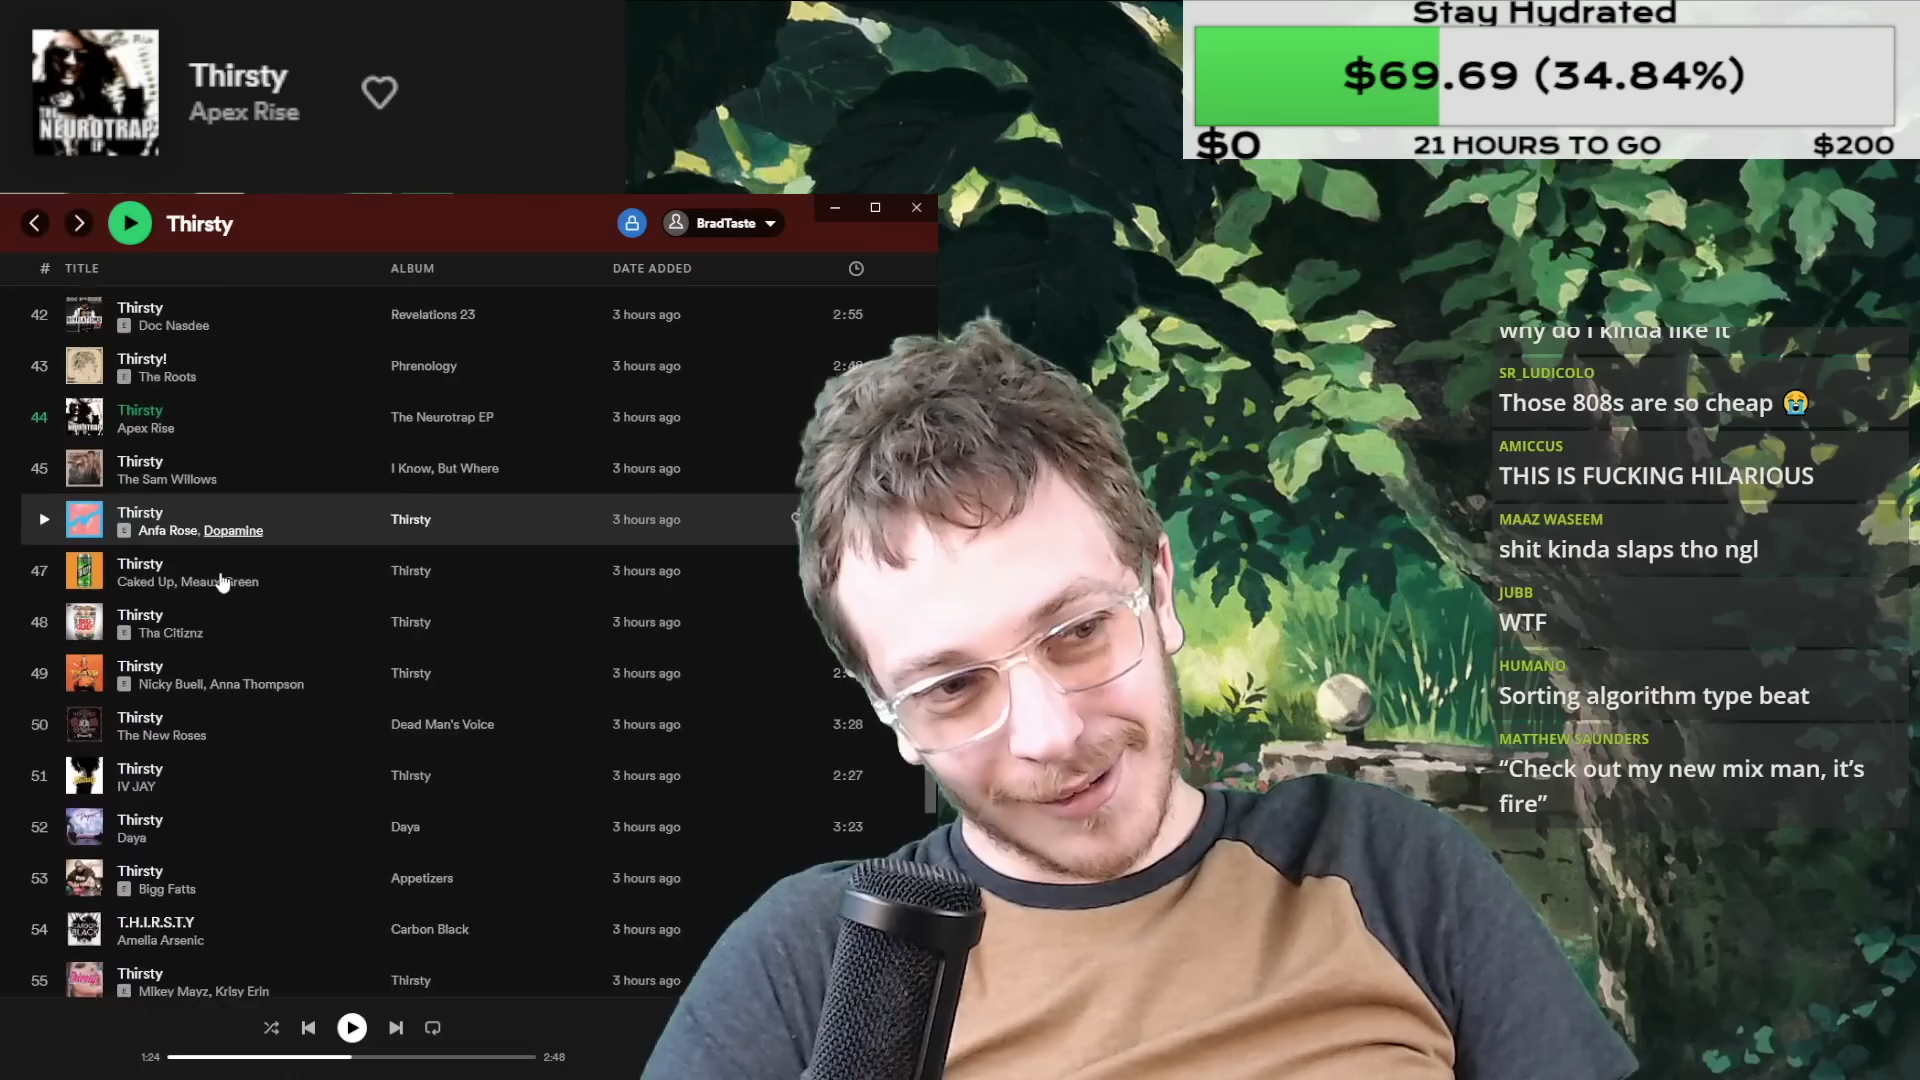 Thirsty
Apex Rise
THE
NEUROTRAP
EP
Stay Hydrated
$69.69 (34.84%)
$0
21 HOURS TO GO
$200
Thirsty
BradTaste
#
TITLE
ALBUM
DATE ADDED
42
Thirsty
E
Doc Nasdee
Revelations 23
3 hours ago
2:55
43
Thirsty!
E
The Roots
Phrenology
3 hours ago
44
Thirsty
Apex Rise
The Neurotrap EP
3 hours ago
45
Thirsty
The Sam Willows
I Know, But Where
3 hours ago
Thirsty
E
Anfa Rose, Dopamine
Thirsty
3 hours ago
47
Thirsty
Caked Up,
Thirsty
3 hours ago
48
Thirsty
E
Tha Citiznz
Thirsty
3 hours ago
49
Thirsty
E
Nicky Buell, Anna Thompson
Thirsty
3 hours ago
50
Thirsty
The New Roses
Dead Man's Voice
3 hours ago
3:28
51
Thirsty
IV JAY
Thirsty
3 hours ago
2:27
52
Thirsty
Daya
Daya
3 hours ago
3:23
53
Thirsty
E
Bigg Fatts
Appetizers
3 hours ago
54
T.H.I.R.S.T.Y
Amelia Arsenic
Carbon Black
3 hours ago
55
Thirsty
E
Mikey Mayz, Krisy Erin
Thirsty
3 hours ago
1:24
2:48
why do I kinda like it
SR_LUDICOLO
Those 808s are so cheap 😭
AMICCUS
THIS IS FUCKING HILARIOUS
MAAZ WASEEM
shit kinda slaps tho ngl
JUBB
WTF
HUMANO
Sorting algorithm type beat
MATTHEW SAUNDERS
“Check out my new mix man, it’s
fire”